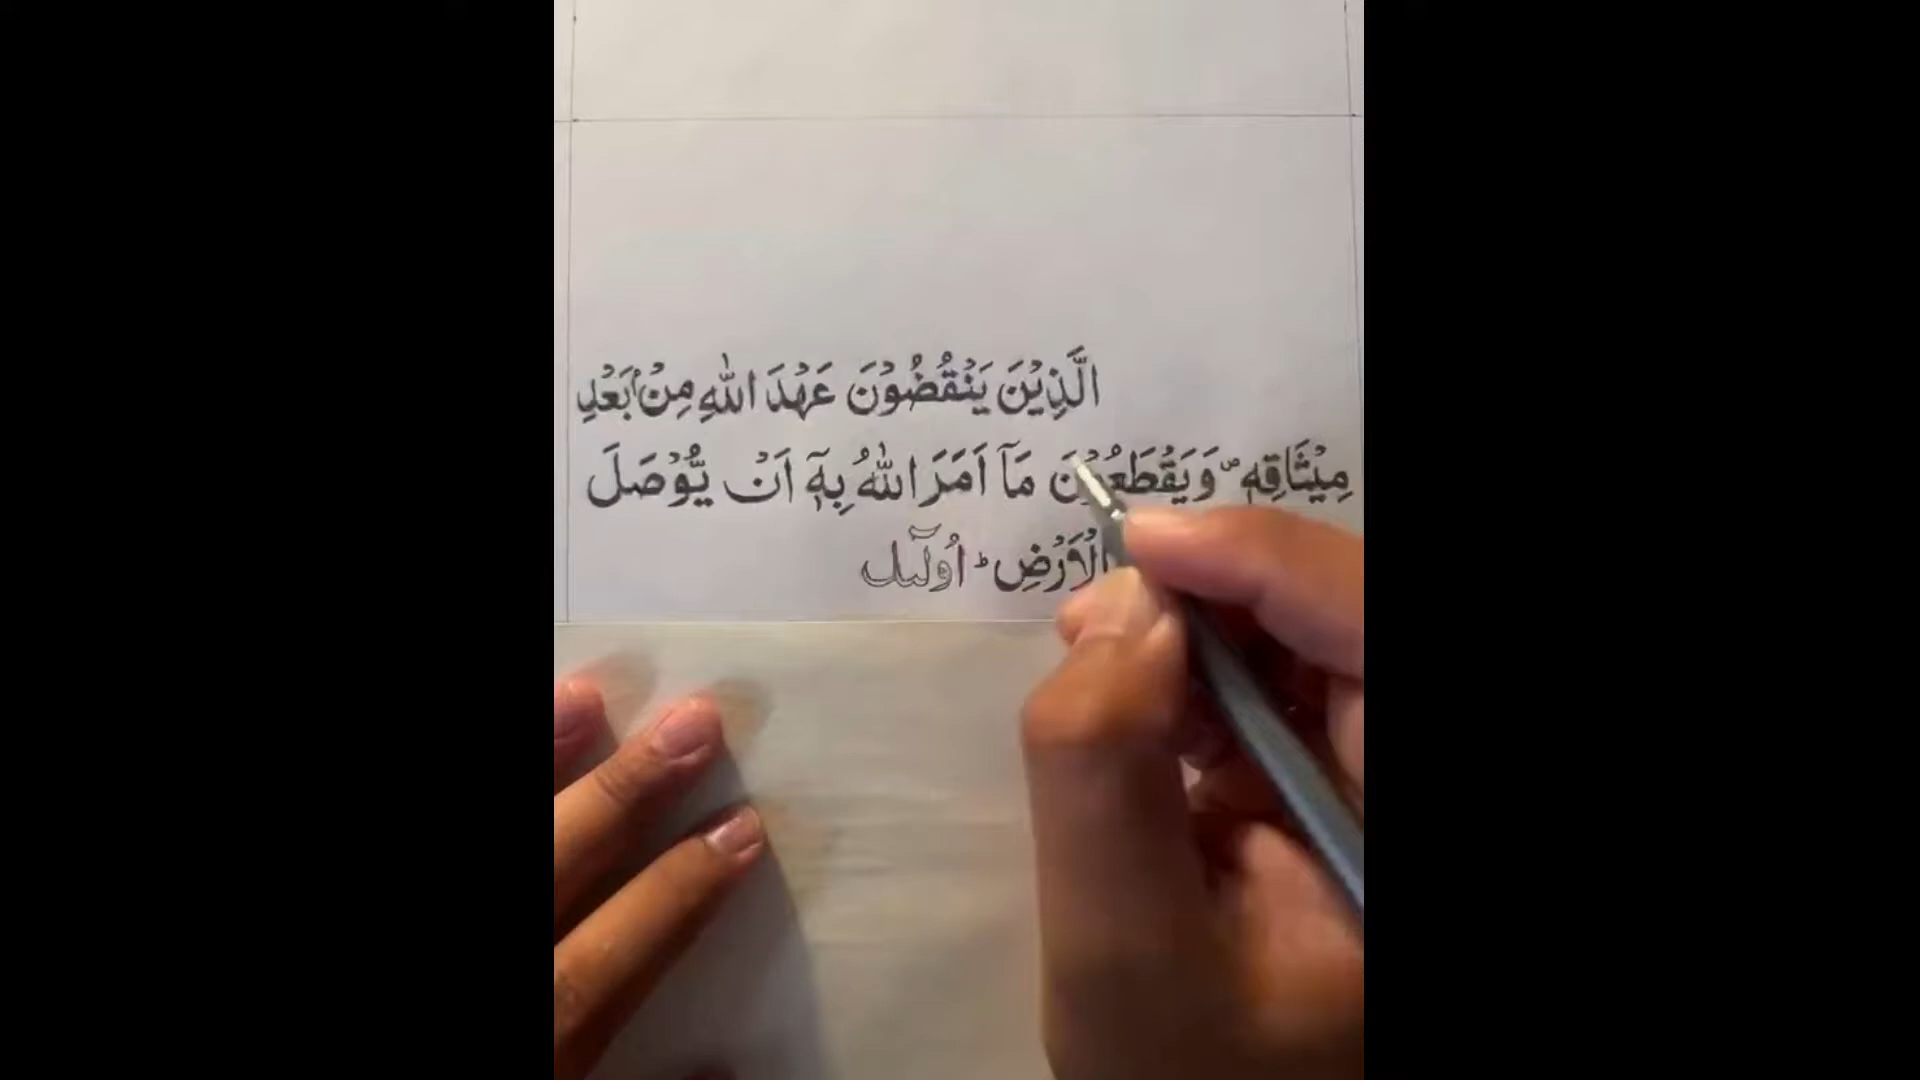 الَّذِيْنَ يَنْقُضُوْنَ عَهْدَ اللّٰهِ مِنْۢ بَعْدِ
مِيْثَاقِهٖ ۪ وَيَقْطَعُوْنَ مَآ اَمَرَ اللّٰهُ بِهٖٓ اَنْ يُّوْصَلَ
الْاَرْضِ ؕ